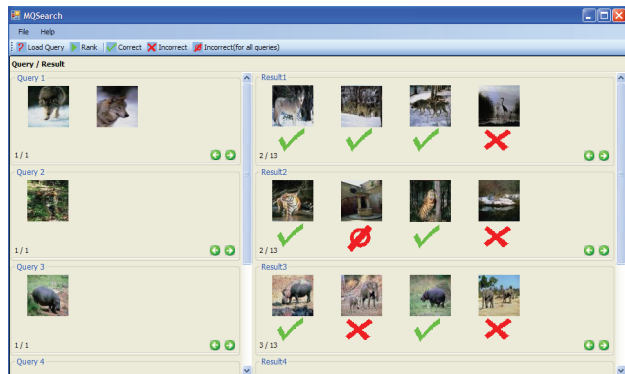 MQSearch
File Help
Load Query Rank Correct Incorrect Incorrect(for all queries)
Query / Result
Query 1
Result1
1 / 1
2 / 13
Query 2
Result2
1 / 1
2 / 13
Query 3
Result3
1 / 1
3 / 13
Query 4
Result4